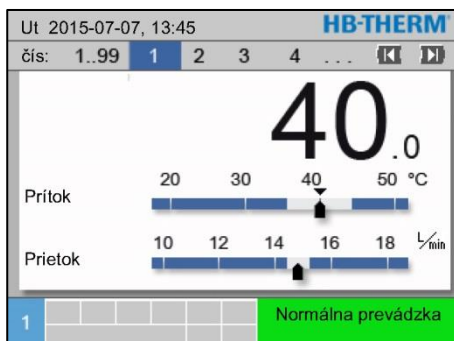 Ut 2015-07-07, 13:45 HB-THERM
čís: 1..99 1 2 3 4 ...
40.0
20 30 40 50 °C
Prítok
10 12 14 16 18 L/min
Prietok
1 Normálna prevádzka